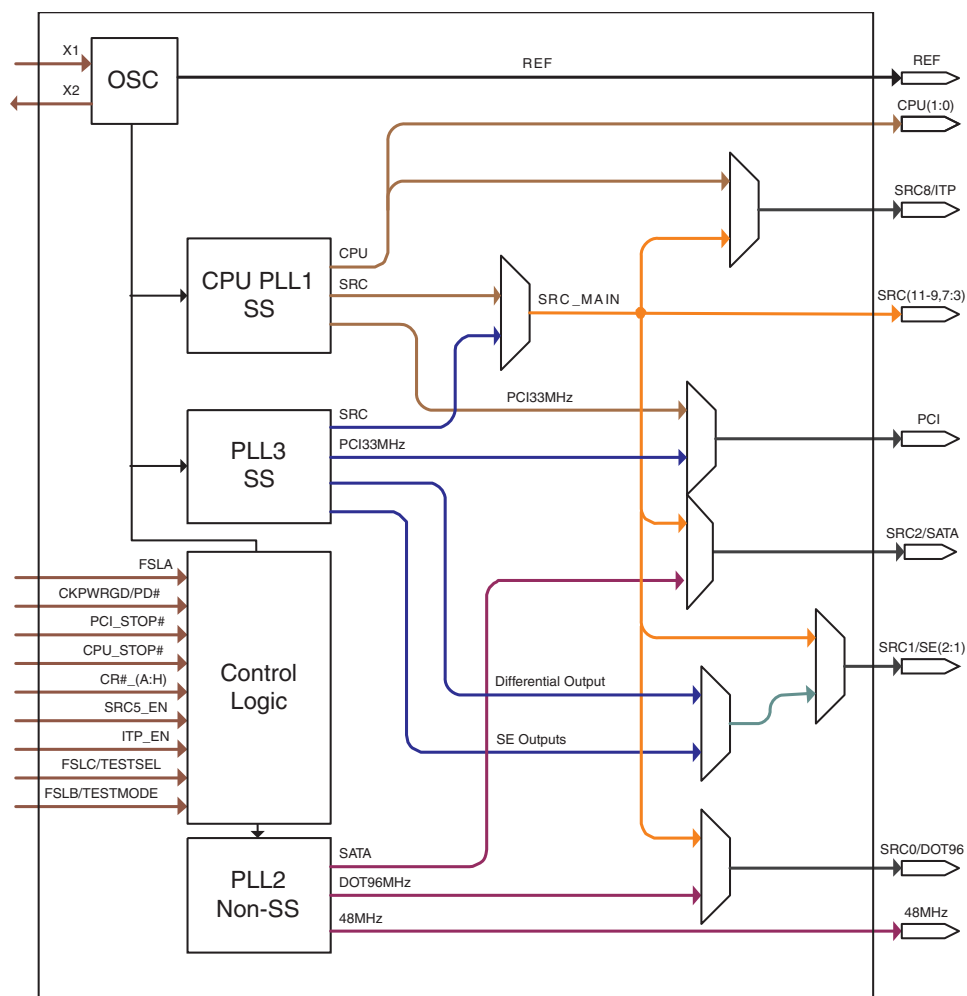 X1
X2
OSC
REF
REF
CPU(1:0)
SRC8/ITP
CPU PLL1
SS
CPU
SRC
SRC_MAIN
SRC(11-9,7:3)
PCI33MHz
PCI
PLL3
SS
SRC
PCI33MHz
SRC2/SATA
FSLA
CKPWRGD/PD#
PCI_STOP#
CPU_STOP#
CR#_(A:H)
SRC5_EN
ITP_EN
FSLC/TESTSEL
FSLB/TESTMODE
Control
Logic
Differential Output
SE Outputs
SRC1/SE(2:1)
PLL2
Non-SS
SATA
DOT96MHz
48MHz
SRC0/DOT96
48MHz